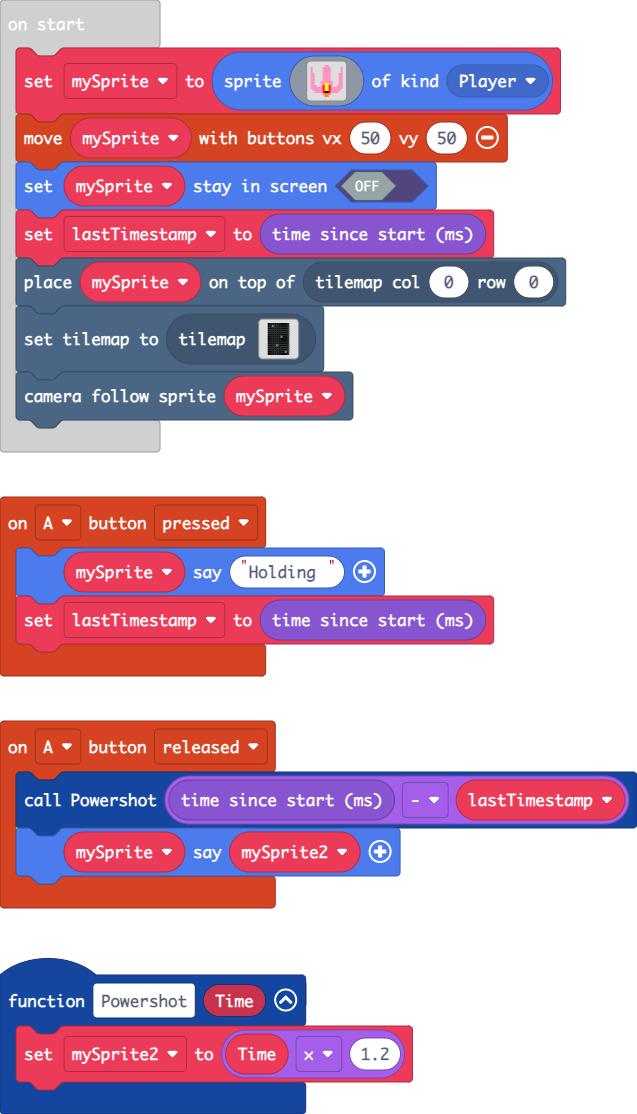 on start
set mySprite to sprite of kind Player
move mySprite with buttons vx 50 vy 50
set mySprite stay in screen OFF
set lastTimestamp to time since start (ms)
place mySprite on top of tilemap col 0 row 0
set tilemap to tilemap
camera follow sprite mySprite
on A button pressed
mySprite say "Holding "
set lastTimestamp to time since start (ms)
on A button released
call Powershot time since start (ms) - lastTimestamp
mySprite say mySprite2
function Powershot Time
set mySprite2 to Time × 1.2